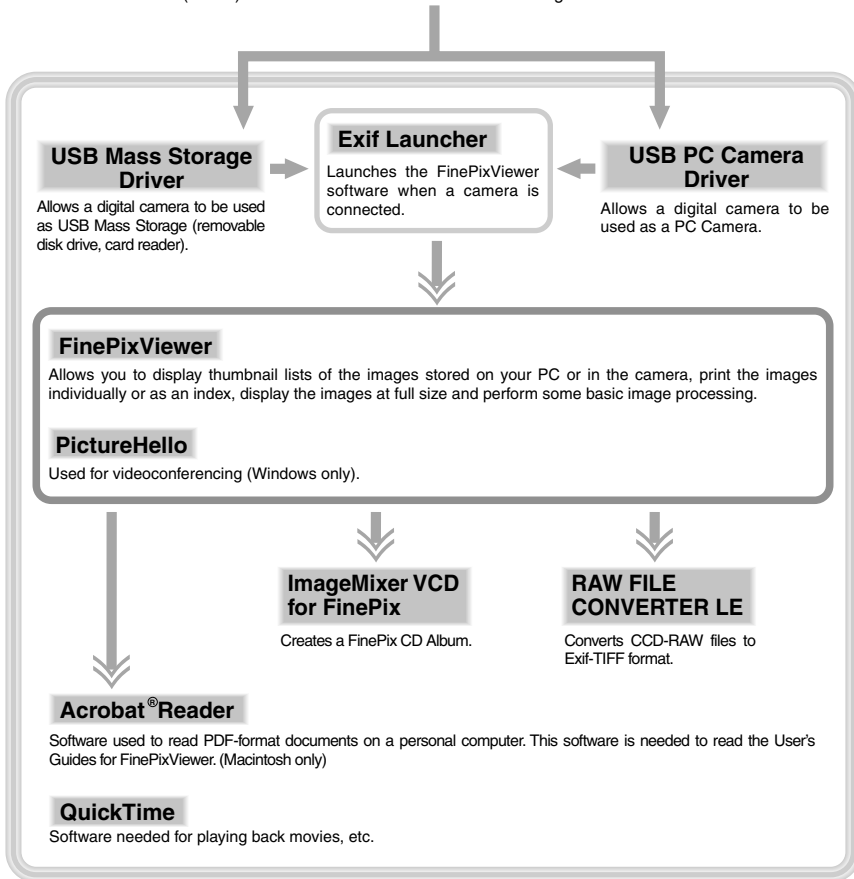 USB Mass Storage
Driver
Allows a digital camera to be used
as USB Mass Storage (removable
disk drive, card reader).
Exif Launcher
Launches the FinePixViewer
software when a camera is
connected.
USB PC Camera
Driver
Allows a digital camera to be
used as a PC Camera.
FinePixViewer
Allows you to display thumbnail lists of the images stored on your PC or in the camera, print the images
individually or as an index, display the images at full size and perform some basic image processing.
PictureHello
Used for videoconferencing (Windows only).
ImageMixer VCD
for FinePix
Creates a FinePix CD Album.
RAW FILE
CONVERTER LE
Converts CCD-RAW files to
Exif-TIFF format.
Acrobat®Reader
Software used to read PDF-format documents on a personal computer. This software is needed to read the User’s
Guides for FinePixViewer. (Macintosh only)
QuickTime
Software needed for playing back movies, etc.